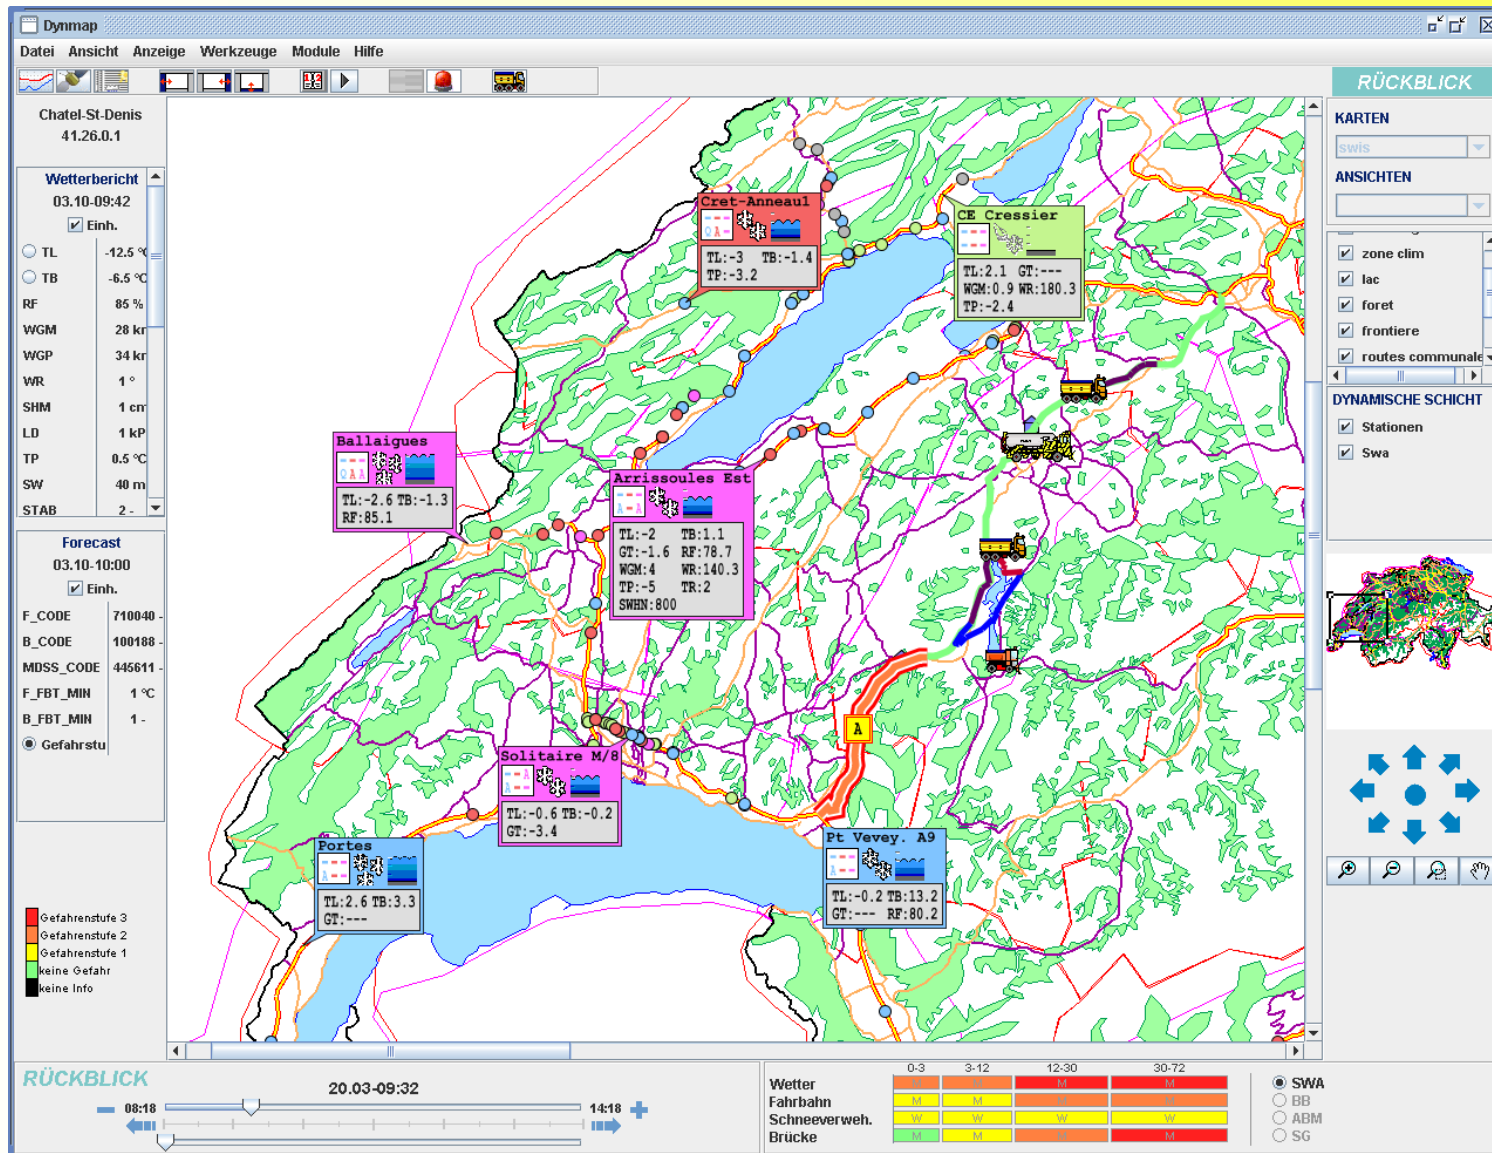 Dynmap
Datei Ansicht Anzeige Werkzeuge Module Hilfe
RÜCKBLICK
Chatel-St-Denis
41.26.0.1
Wetterbericht
03.10-09:42
Einh.
TL -12.5 °C
TB -6.5 °C
RF 85 %
WGM 28 kr
WGP 34 kr
WR 1 °
SHM 1 cm
LD 1 kP
TP 0.5 °C
SW 40 m
STAB 2 -
Forecast
03.10-10:00
Einh.
F_CODE 710040 -
B_CODE 100188 -
MDSS_CODE 445611 -
F_FBT_MIN 1 °C
B_FBT_MIN 1 -
Gefahrstu
Gefahrenstufe 3
Gefahrenstufe 2
Gefahrenstufe 1
keine Gefahr
keine Info
Cret-Anneau1
Q A -
TL:-3 TB:-1.4
TP:-3.2
CE Cressier
TL:2.1 GT:---
WGM:0.9 WR:180.3
TP:-2.4
Ballaigues
Q A A
TL:-2.6 TB:-1.3
RF:85.1
Arrissoules Est
A - A
TL:-2 TB:1.1
GT:-1.6 RF:78.7
WGM:4 WR:140.3
TP:-5 TR:2
SWHN:800
A
Solitaire M/8
- - A
A - -
TL:-0.6 TB:-0.2
GT:-3.4
Portes
A - -
TL:2.6 TB:3.3
GT:---
Pt Vevey. A9
A - -
TL:-0.2 TB:13.2
GT:--- RF:80.2
KARTEN
swis
ANSICHTEN
zone clim
lac
foret
frontiere
routes communale
DYNAMISCHE SCHICHT
Stationen
Swa
RÜCKBLICK
20.03-09:32
08:18 14:18
0-3 3-12 12-30 30-72
Wetter M M M M
Fahrbahn M M M M
Schneeverweh. W W W W
Brücke M M M M
SWA
BB
ABM
SG